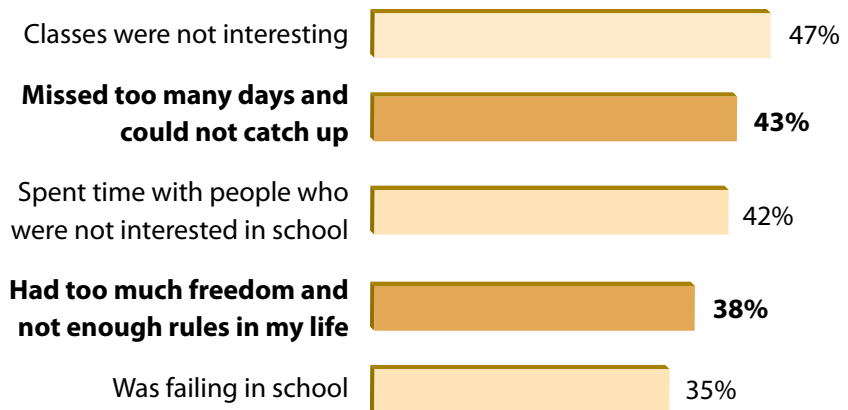 Classes were not interesting 47%
Missed too many days and
could not catch up 43%
Spent time with people who
were not interested in school 42%
Had too much freedom and
not enough rules in my life 38%
Was failing in school 35%